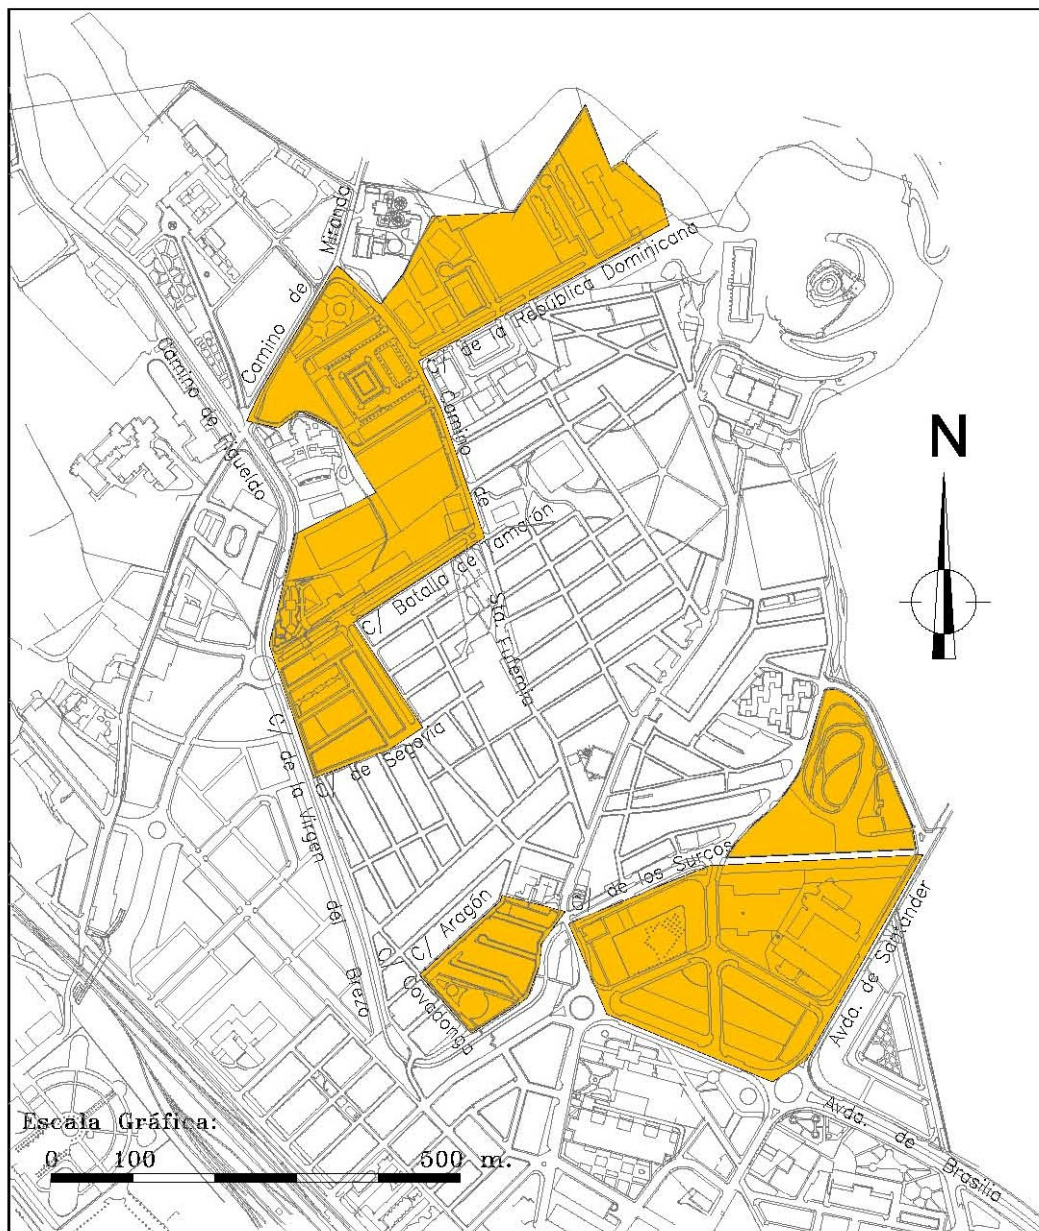 Miranda
de
Camino
C/ de la República Dominicana
Camino de Figueldo
Camino
de
Sta. Eufemia
C/ Batalla de Tamarón
N
C/ de Segovia
C/ de la Virgen del
Brezo
C/ de los Surcos
C/ Aragón
C/ Covadonga
Avda. de Santander
Avda. de
Brasilia
Escala Gráfica:
0 100 500 m.